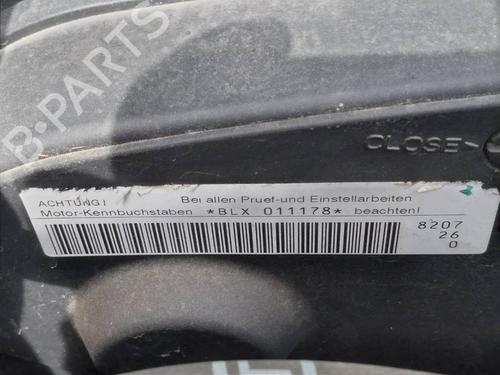 B-PARTS
CLOSE
ACHTUNG! Bei allen Pruef-und Einstellarbeiten
Motor-Kennbuchstaben *BLX 011178* beachten!
8207
26
0